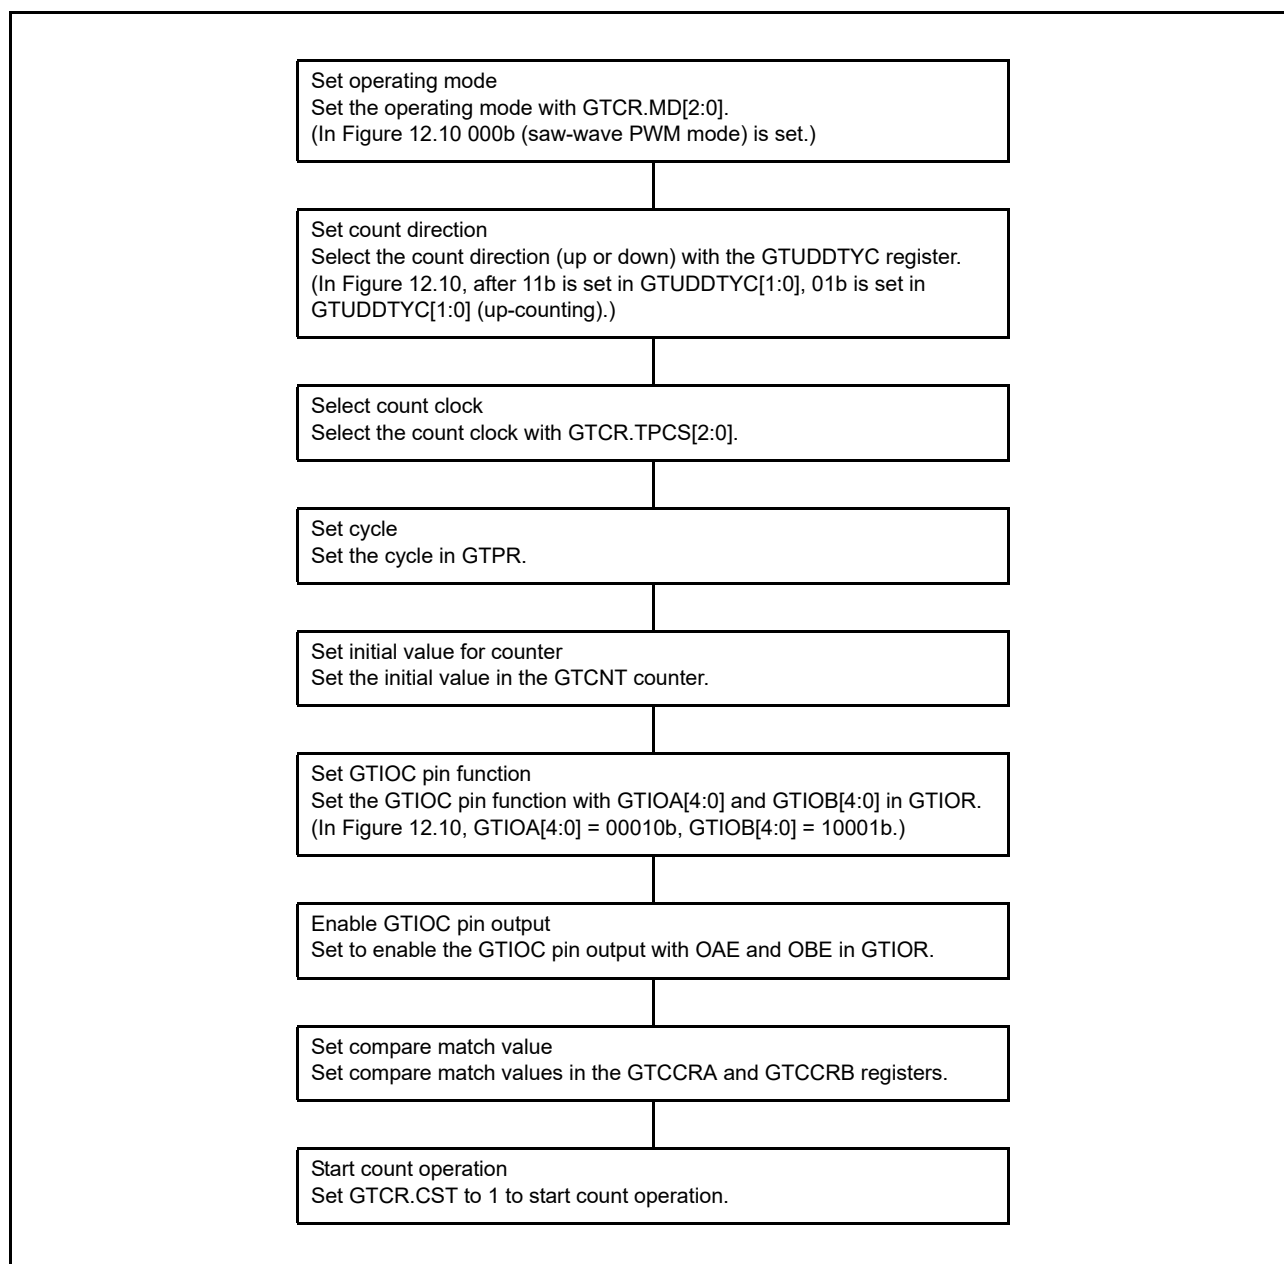 Set operating mode
Set the operating mode with GTCR.MD[2:0].
(In Figure 12.10 000b (saw-wave PWM mode) is set.)
Set count direction
Select the count direction (up or down) with the GTUDDTYC register.
(In Figure 12.10, after 11b is set in GTUDDTYC[1:0], 01b is set in
GTUDDTYC[1:0] (up-counting).)
Select count clock
Select the count clock with GTCR.TPCS[2:0].
Set cycle
Set the cycle in GTPR.
Set initial value for counter
Set the initial value in the GTCNT counter.
Set GTIOC pin function
Set the GTIOC pin function with GTIOA[4:0] and GTIOB[4:0] in GTIOR.
(In Figure 12.10, GTIOA[4:0] = 00010b, GTIOB[4:0] = 10001b.)
Enable GTIOC pin output
Set to enable the GTIOC pin output with OAE and OBE in GTIOR.
Set compare match value
Set compare match values in the GTCCRA and GTCCRB registers.
Start count operation
Set GTCR.CST to 1 to start count operation.